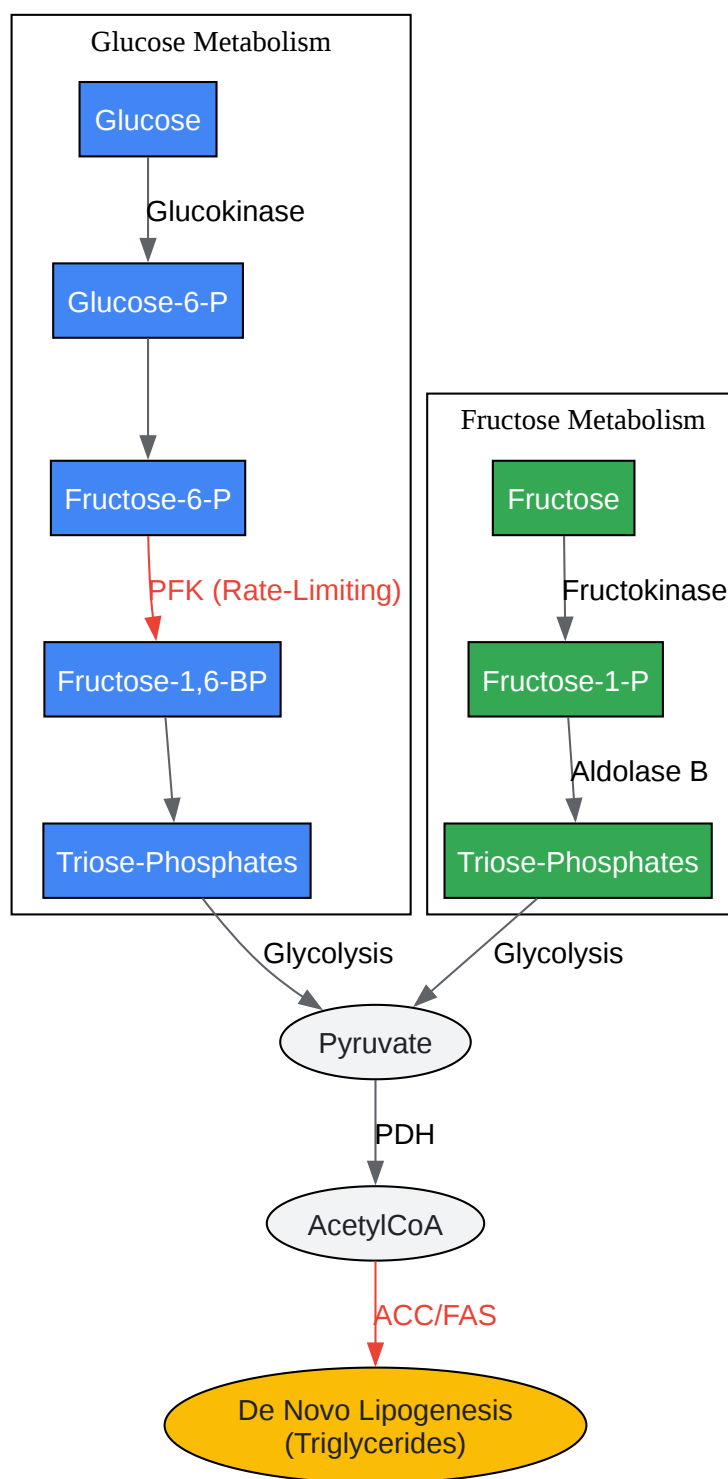 Glucose Metabolism
Glucose
Glucokinase
Glucose-6-P
Fructose-6-P
PFK (Rate-Limiting)
Fructose-1,6-BP
Triose-Phosphates
Fructose Metabolism
Fructose
Fructokinase
Fructose-1-P
Aldolase B
Triose-Phosphates
Glycolysis
Glycolysis
Pyruvate
PDH
AcetylCoA
ACC/FAS
De Novo Lipogenesis
(Triglycerides)